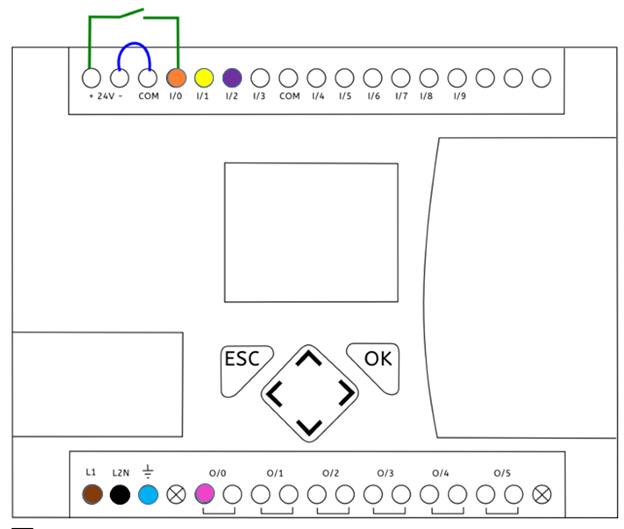 + 24V - COM I/0 I/1 I/2 I/3 COM I/4 I/5 I/6 I/7 I/8 I/9
ESC OK
L1 L2N O/0 O/1 O/2 O/3 O/4 O/5